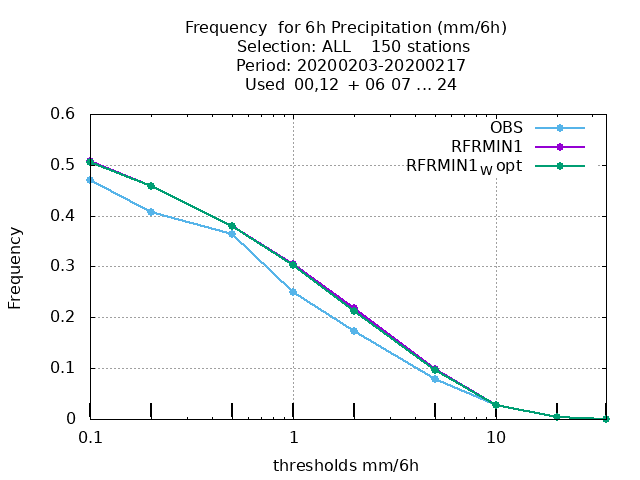 Frequency  for 6h Precipitation (mm/6h)
Selection: ALL    150 stations
Period: 20200203-20200217
Used  00,12  + 06 07 ... 24
0.6
OBS
RFRMIN1
RFRMIN1w opt
0.5
0.4
0.3
0.2
0.1
0
Frequency
0.1
1
10
thresholds mm/6h